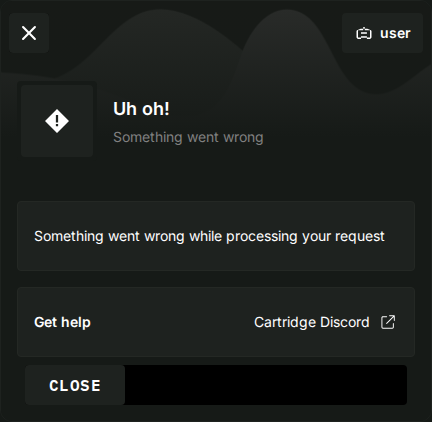 user
Uh oh!
Something went wrong
Something went wrong while processing your request
Get help
Cartridge Discord
CLOSE